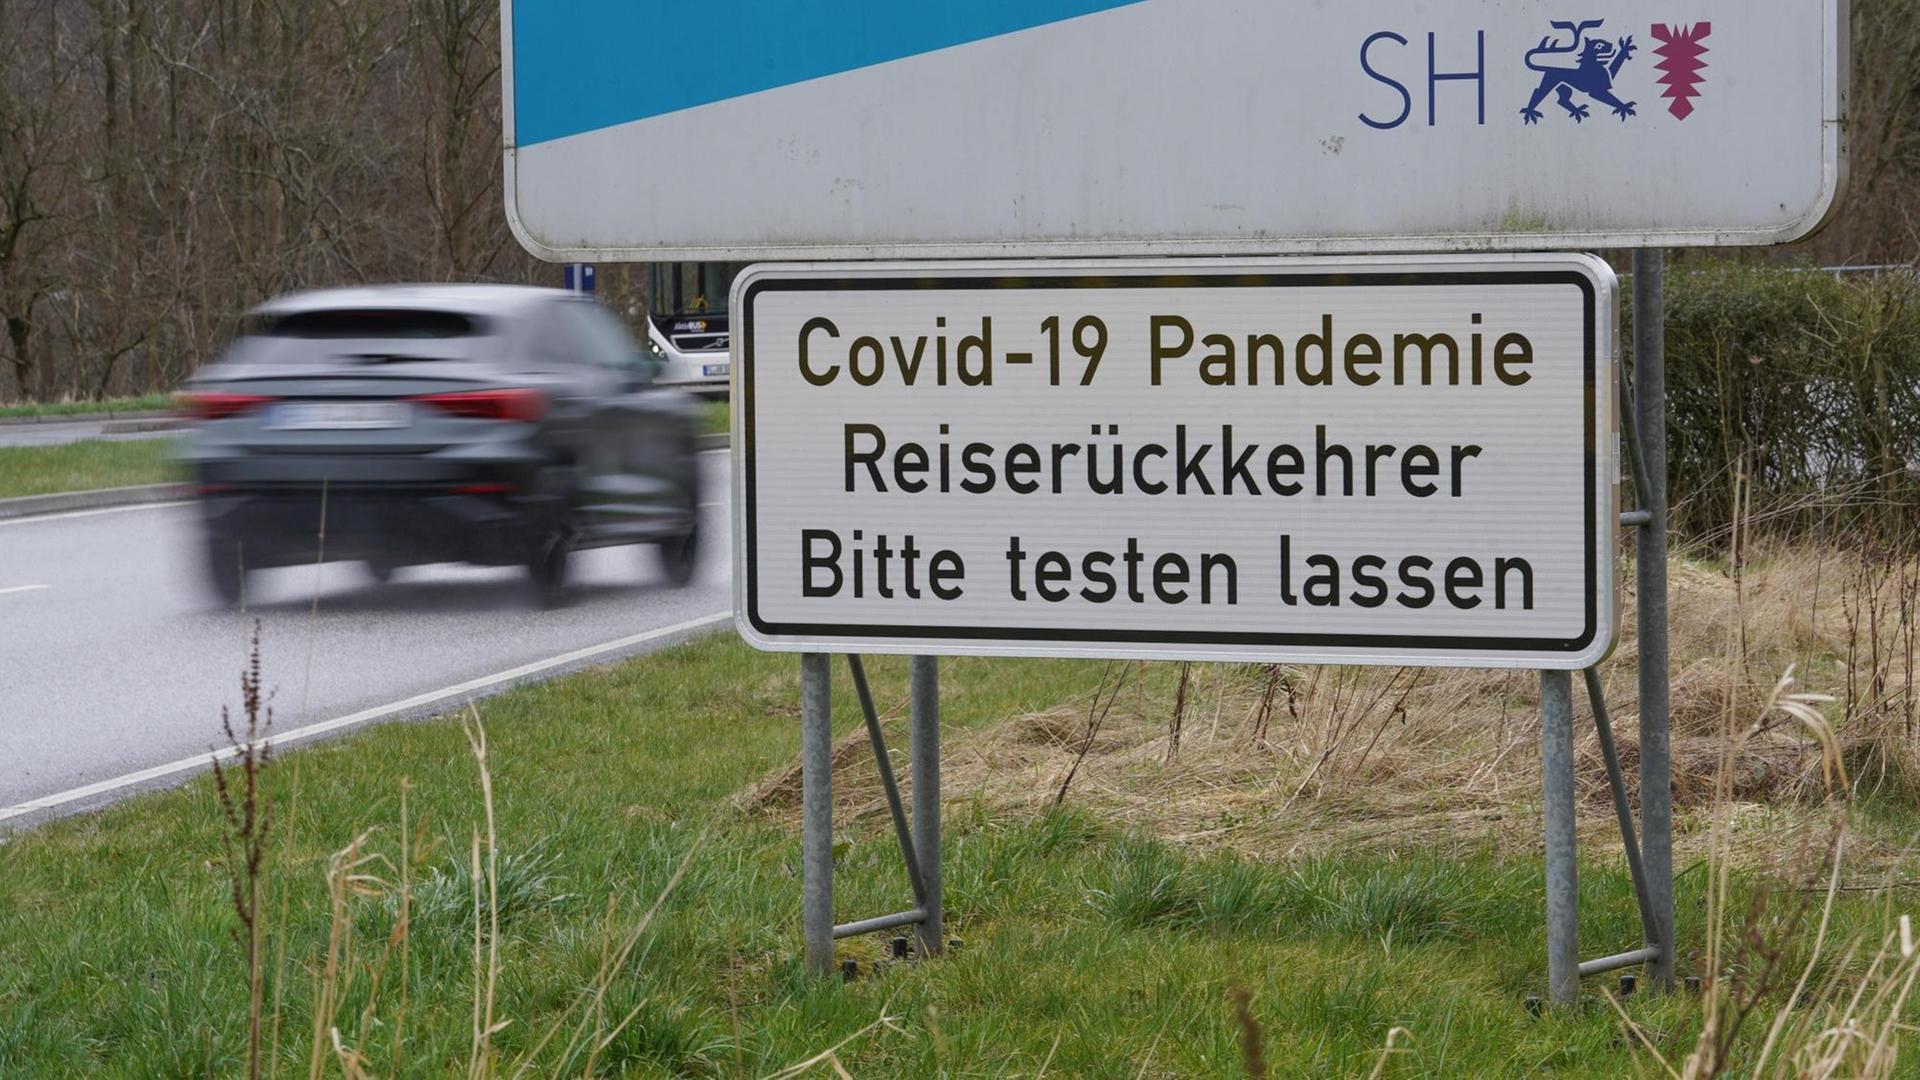 SH
Covid-19 Pandemie
Reiserückkehrer
Bitte testen lassen